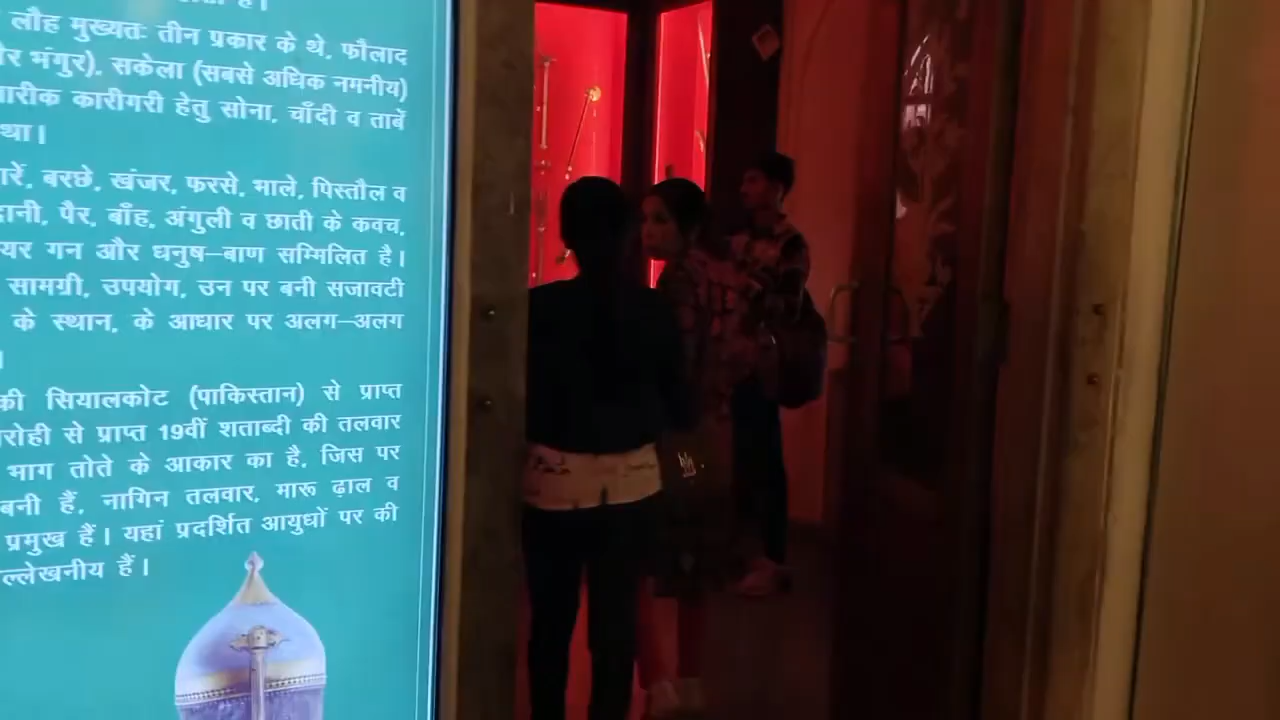 लौह मुख्यतः तीन प्रकार के थे, फौलाद
भंगुर), सकेला (सबसे अधिक नमनीय)
कारीगरी हेतु सोना, चाँदी व ताबें
था।
बरछे, खंजर, फरसे, भाले, पिस्तौल व
पैर, बाँह, अंगुली व छाती के कवच,
गन और धनुष–बाण सम्मिलित है।
सामग्री, उपयोग, उन पर बनी सजावटी
के स्थान, के आधार पर अलग–अलग
की सियालकोट (पाकिस्तान) से प्राप्त
से प्राप्त 19वीं शताब्दी की तलवार
भाग तोते के आकार का है, जिस पर
बनी हैं, नागिन तलवार, मारू ढ़ाल व
प्रमुख हैं। यहां प्रदर्शित आयुधों पर की
हैं।